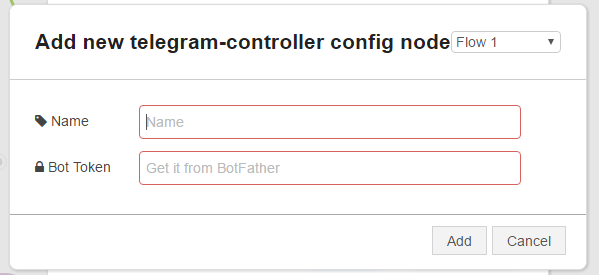 Add new telegram-controller config node Flow 1
Name Name
Bot Token Get it from BotFather
Add Cancel